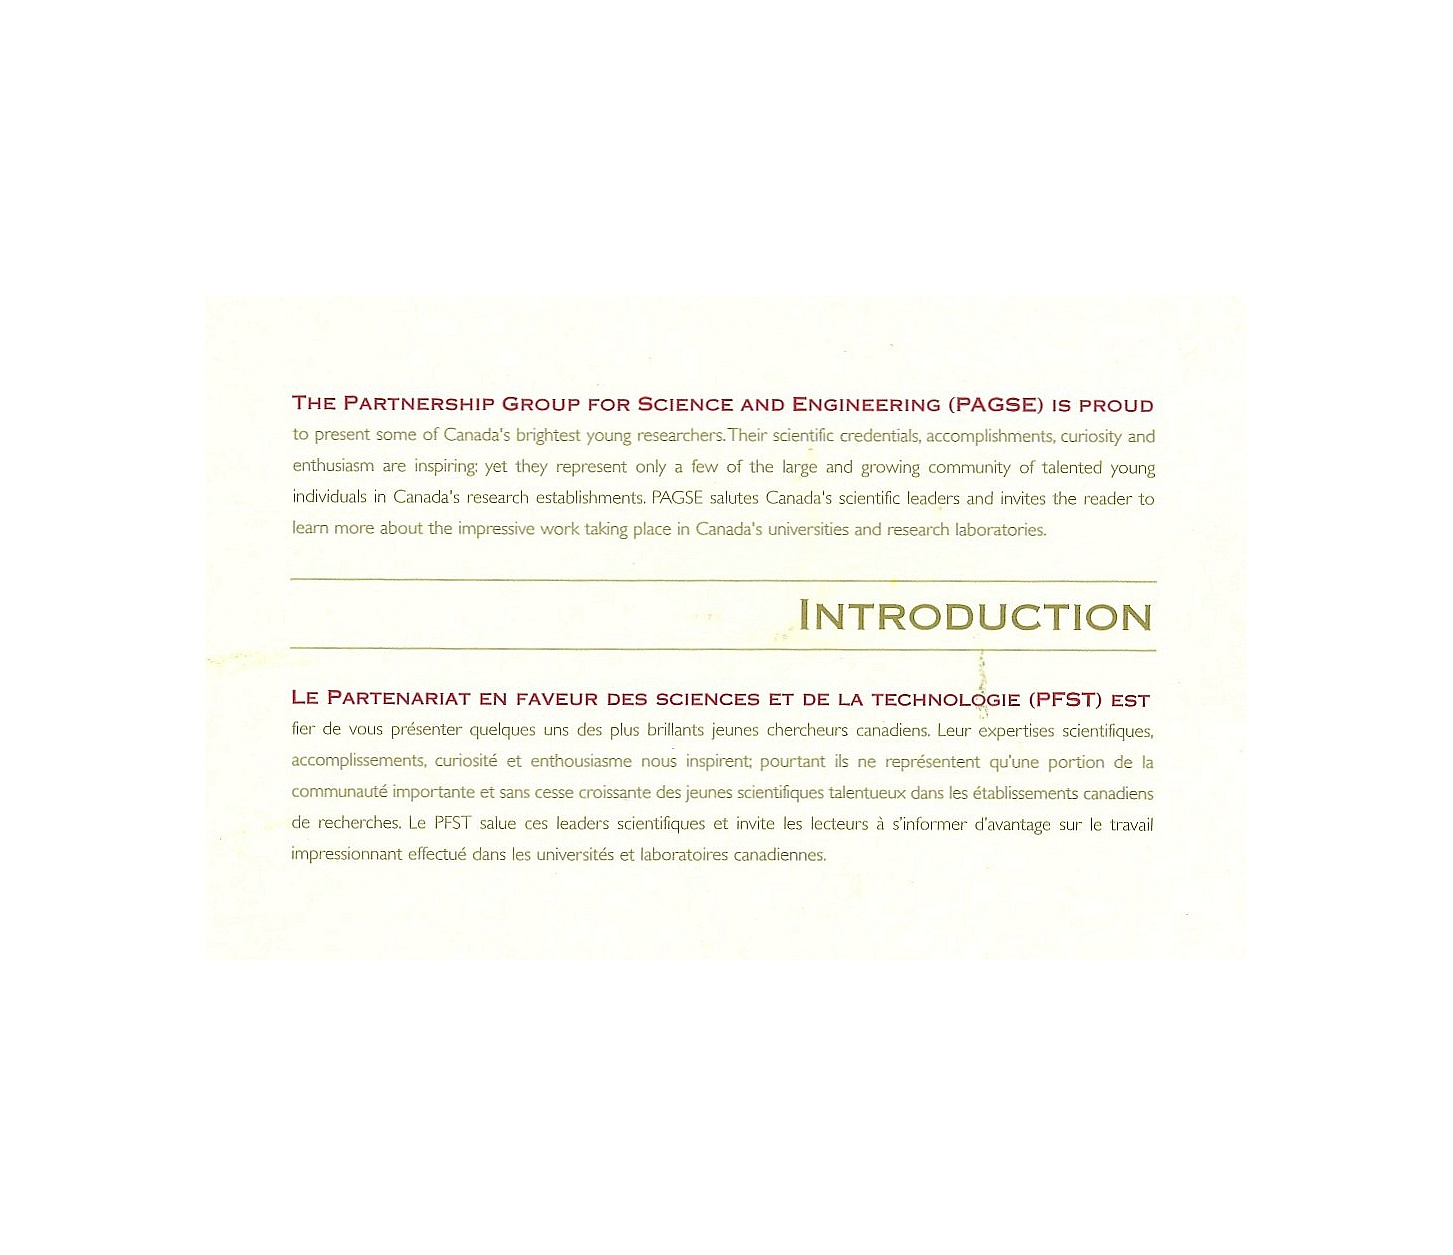 The Partnership Group for Science and Engineering (PAGSE) is proud
to present some of Canada's brightest young researchers. Their scientific credentials, accomplishments, curiosity and
enthusiasm are inspiring; yet they represent only a few of the large and growing community of talented young
individuals in Canada's research establishments. PAGSE salutes Canada's scientific leaders and invites the reader to
learn more about the impressive work taking place in Canada's universities and research laboratories.
Introduction
Le Partenariat en faveur des sciences et de la technologie (PFST) est
fier de vous présenter quelques uns des plus brillants jeunes chercheurs canadiens. Leur expertises scientifiques,
accomplissements, curiosité et enthousiasme nous inspirent; pourtant ils ne représentent qu'une portion de la
communauté importante et sans cesse croissante des jeunes scientifiques talentueux dans les établissements canadiens
de recherches. Le PFST salue ces leaders scientifiques et invite les lecteurs à s'informer d'avantage sur le travail
impressionnant effectué dans les universités et laboratoires canadiennes.